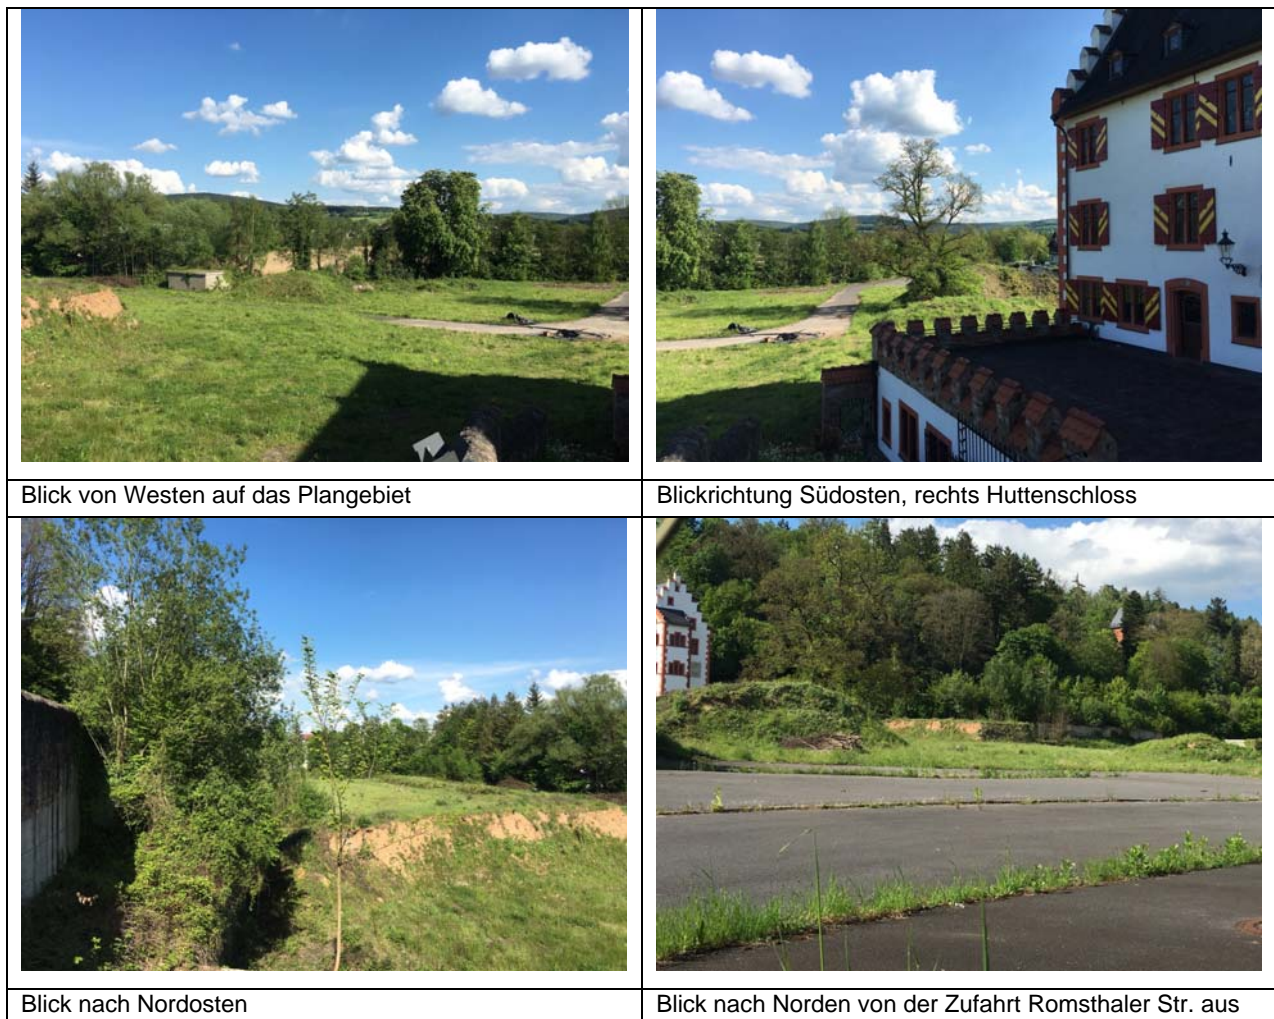 Blick von Westen auf das Plangebiet
Blickrichtung Südosten, rechts Huttenschloss
Blick nach Nordosten
Blick nach Norden von der Zufahrt Romsthaler Str. aus